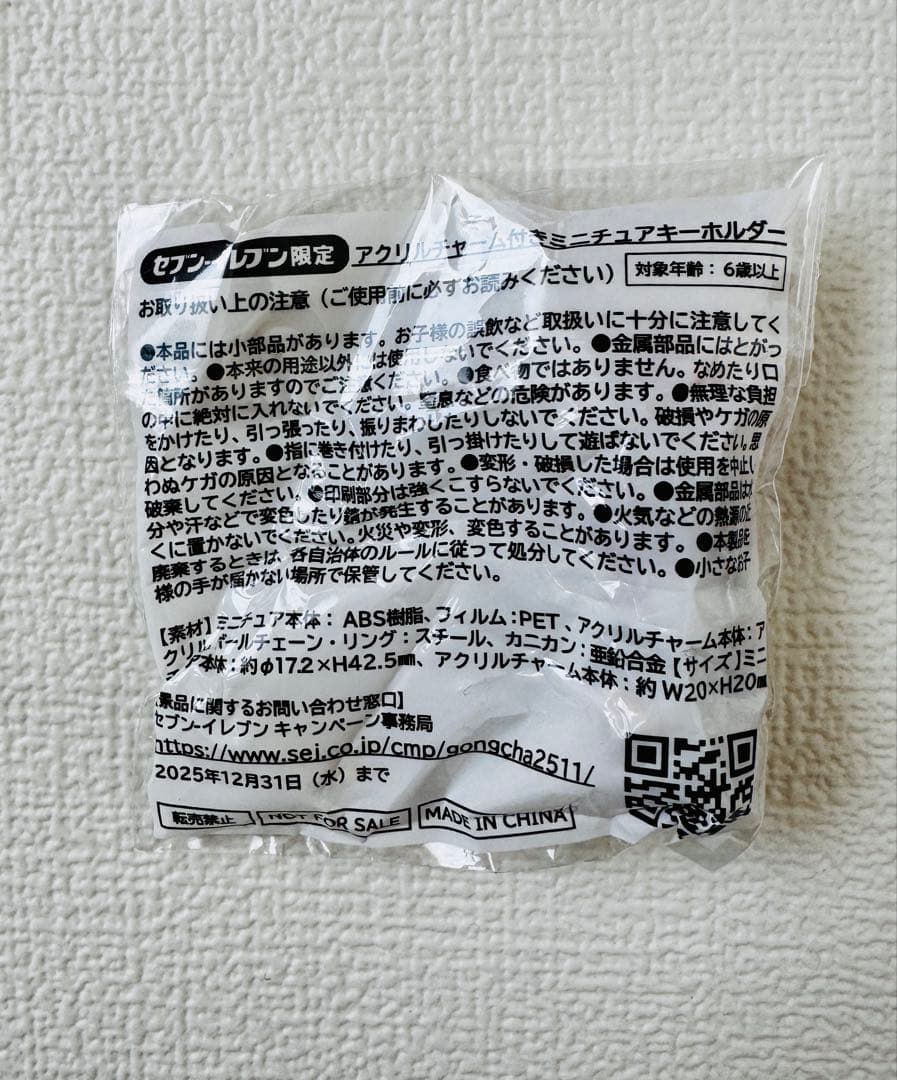 セブン-イレブン限定 アクリルチャーム付きミニチュアキーホルダー
お取り扱い上の注意（ご使用前に必ずお読みください） 対象年齢：6歳以上
●本品には小部品があります。お子様の誤飲など取扱いに十分に注意してく
ださい。●本来の用途以外には使用しないでください。●金属部品にはとがっ
た箇所がありますのでご注意ください。●食べ物ではありません。なめたり口
の中に絶対に入れないでください。窒息などの危険があります。●無理な負担
をかけたり、引っ張ったり、振りまわしたりしないでください。破損やケガの原
因となります。●指に巻き付けたり、引っ掛けたりして遊ばないでください。思
わぬケガの原因となることがあります。●変形・破損した場合は使用を中止し
破棄してください。●印刷部分は強くこすらないでください。●金属部品は水
分や汗などで変色したり錆が発生することがあります。●火気などの熱源の近
くに置かないでください。火災や変形、変色することがあります。●本製品を
廃棄するときは、各自治体のルールに従って処分してください。●小さなお子
様の手が届かない場所で保管してください。
【素材】ミニチュア本体：ABS樹脂、フィルム：PET、アクリルチャーム本体：ア
クリル ボールチェーン・リング：スチール、カニカン：亜鉛合金【サイズ】ミニ
本体：約φ17.2×H42.5㎜、アクリルチャーム本体：約W20×H20㎜
【景品に関するお問い合わせ窓口】
セブン-イレブン キャンペーン事務局
https://www.sej.co.jp/cmp/gongcha2511/
2025年12月31日（水）まで
転売禁止 NOT FOR SALE MADE IN CHINA